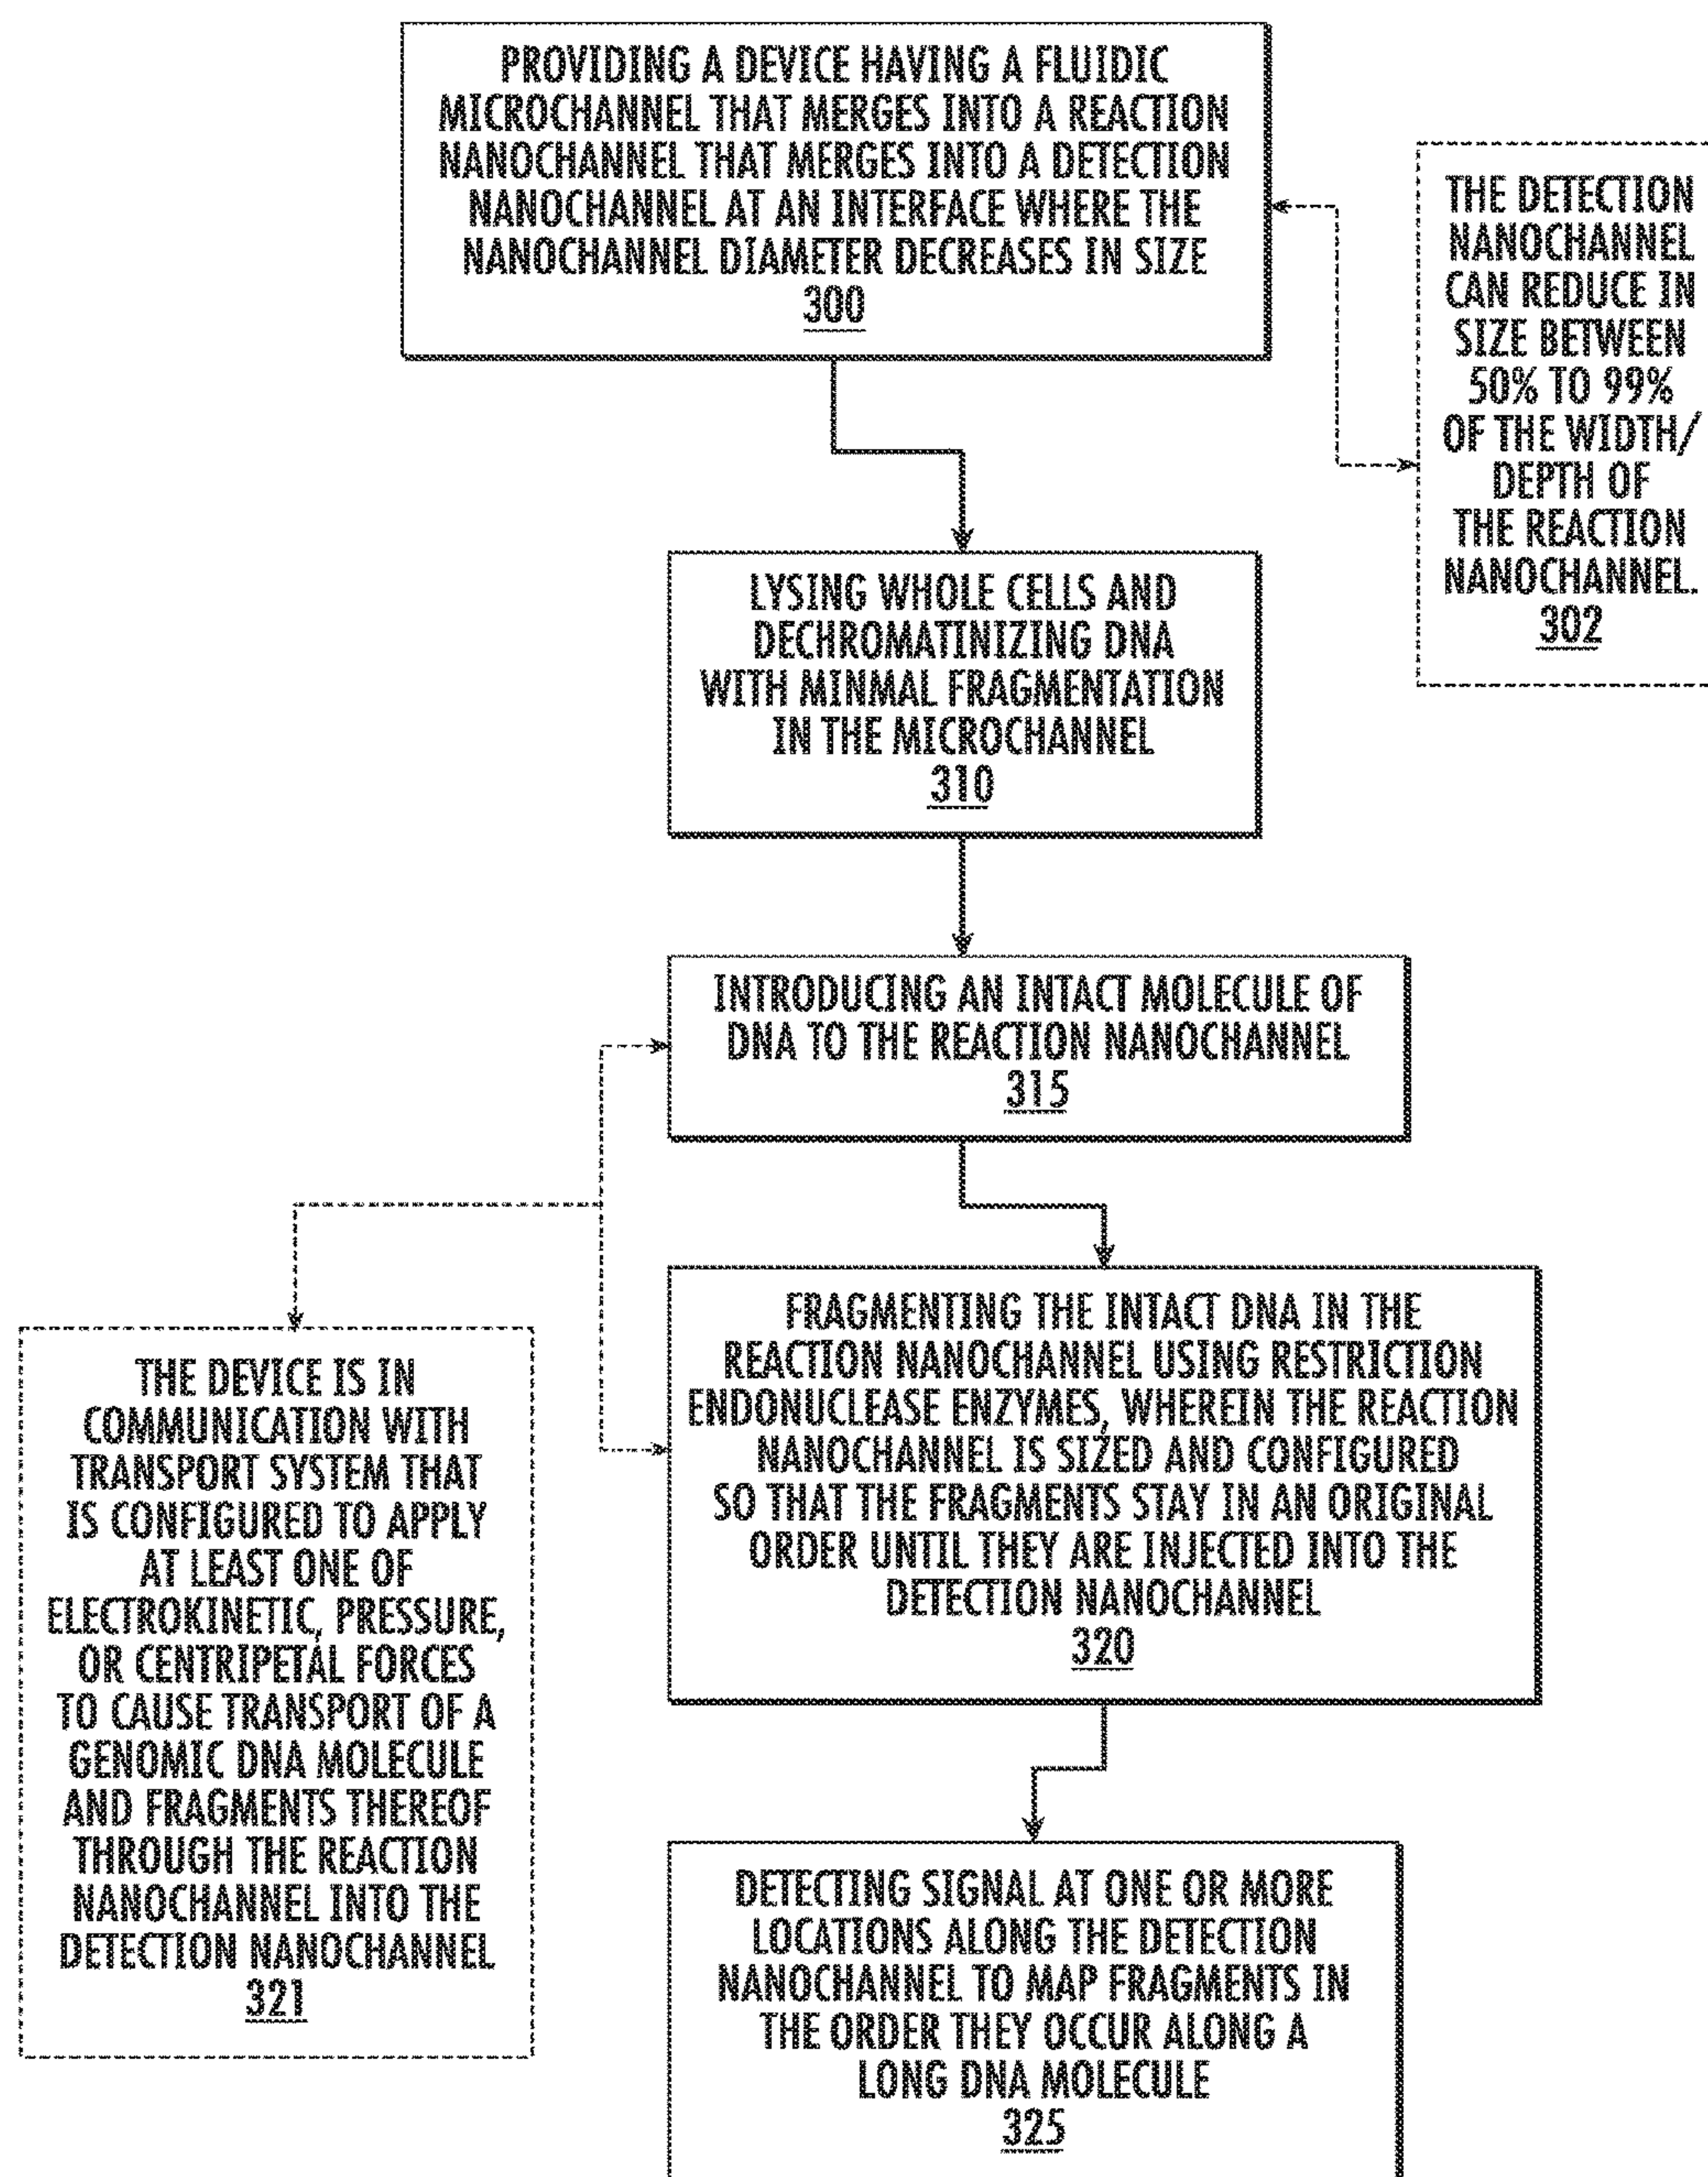 PROVIDING A DEVICE HAVING A FLUIDIC
MICROCHANNEL THAT MERGES INTO A REACTION
NANOCHANNEL THAT MERGES INTO A DETECTION
NANOCHANNEL AT AN INTERFACE WHERE THE
NANOCHANNEL DIAMETER DECREASES IN SIZE
300
THE DETECTION
NANOCHANNEL
CAN REDUCE IN
SIZE BETWEEN
50% TO 99%
OF THE WIDTH/
DEPTH OF
THE REACTION
NANOCHANNEL.
302
LYSING WHOLE CELLS AND
DECHROMATINIZING DNA
WITH MINMAL FRAGMENTATION
IN THE MICROCHANNEL
310
INTRODUCING AN INTACT MOLECULE OF
DNA TO THE REACTION NANOCHANNEL
315
FRAGMENTING THE INTACT DNA IN THE
REACTION NANOCHANNEL USING RESTRICTION
ENDONUCLEASE ENZYMES, WHEREIN THE REACTION
NANOCHANNEL IS SIZED AND CONFIGURED
SO THAT THE FRAGMENTS STAY IN AN ORIGINAL
ORDER UNTIL THEY ARE INJECTED INTO THE
DETECTION NANOCHANNEL
320
THE DEVICE IS IN
COMMUNICATION WITH
TRANSPORT SYSTEM THAT
IS CONFIGURED TO APPLY
AT LEAST ONE OF
ELECTROKINETIC, PRESSURE,
OR CENTRIPETAL FORCES
TO CAUSE TRANSPORT OF A
GENOMIC DNA MOLECULE
AND FRAGMENTS THEREOF
THROUGH THE REACTION
NANOCHANNEL INTO THE
DETECTION NANOCHANNEL
321
DETECTING SIGNAL AT ONE OR MORE
LOCATIONS ALONG THE DETECTION
NANOCHANNEL TO MAP FRAGMENTS IN
THE ORDER THEY OCCUR ALONG A
LONG DNA MOLECULE
325